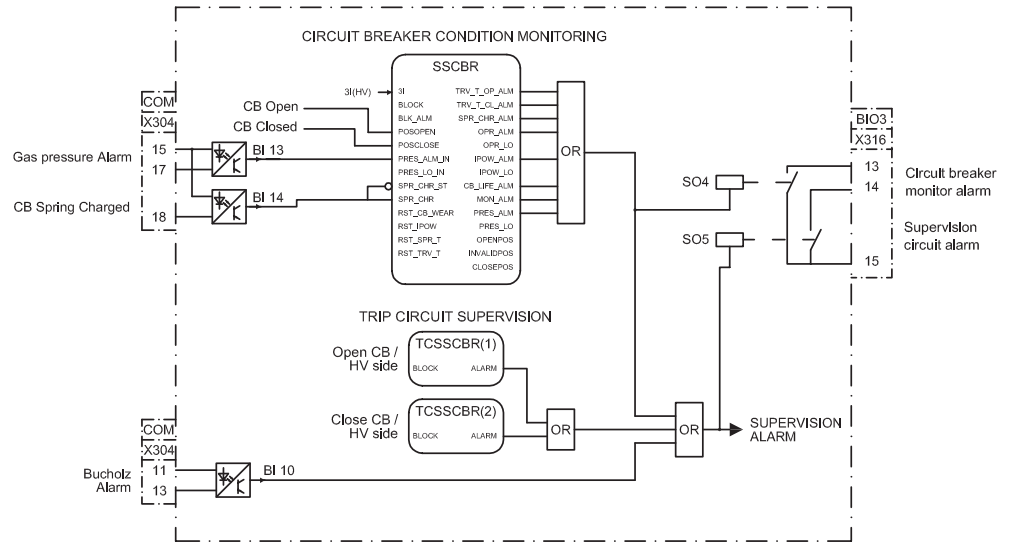 CIRCUIT BREAKER CONDITION MONITORING
SSCBR
3I(HV)
3I
BLOCK
BLK_ALM
POSOPEN
POSCLOSE
PRES_ALM_IN
PRES_LO_IN
SPR_CHR_ST
SPR_CHR
RST_CB_WEAR
RST_IPOW
RST_SPR_T
RST_TRV_T
TRV_T_OP_ALM
TRV_T_CL_ALM
SPR_CHR_ALM
OPR_ALM
OPR_LO
IPOW_ALM
IPOW_LO
CB_LIFE_ALM
MON_ALM
PRES_ALM
PRES_LO
OPENPOS
INVALIDPOS
CLOSEPOS
OR
CB Open
CB Closed
COM
X304
15
17
18
Gas pressure Alarm
CB Spring Charged
BI 13
BI 14
BIO3
X316
13
14
15
SO4
SO5
Circuit breaker
monitor alarm
Supervision
circuit alarm
TRIP CIRCUIT SUPERVISION
Open CB /
HV side
TCSSCBR(1)
BLOCK ALARM
Close CB /
HV side
TCSSCBR(2)
BLOCK ALARM
OR
OR
SUPERVISION
ALARM
COM
X304
11
13
Bucholz
Alarm
BI 10